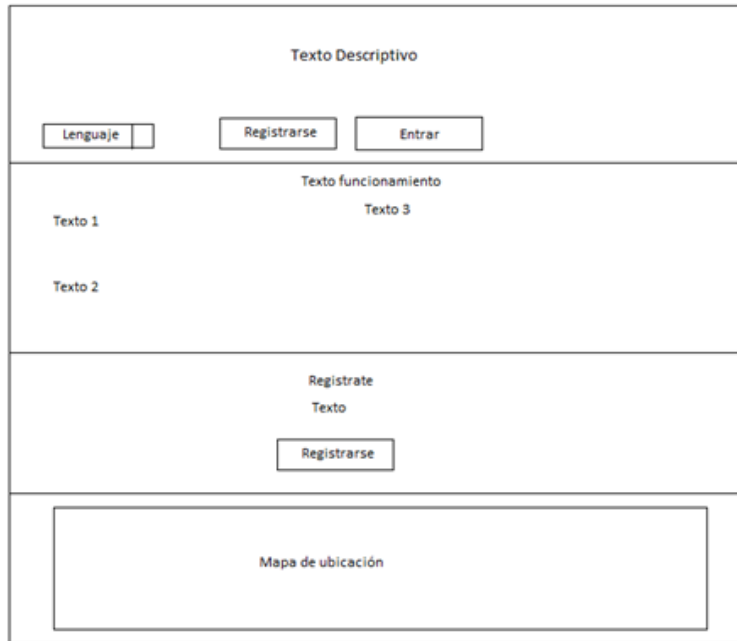 Texto Descriptivo
Lenguaje
Registrarse
Entrar
Texto funcionamiento
Texto 3
Texto 1
Texto 2
Registrate
Texto
Registrarse
Mapa de ubicación